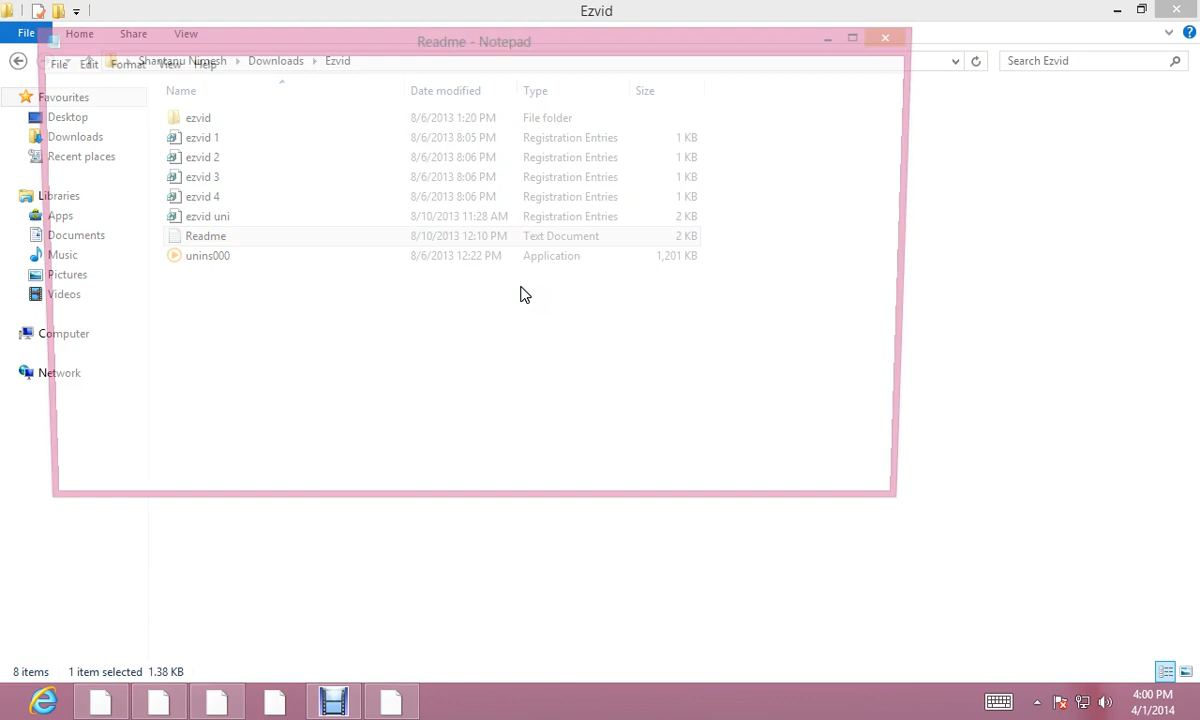 Ezvid
File Home Share View
Readme - Notepad
File Edit Format View Help
Shantanu Nimesh Downloads Ezvid
Search Ezvid
Name Date modified Type Size
Favourites
Desktop
Downloads
Recent places
Libraries
Apps
Documents
Music
Pictures
Videos
Computer
Network
ezvid 8/6/2013 1:20 PM File folder
ezvid 1 8/6/2013 8:05 PM Registration Entries 1 KB
ezvid 2 8/6/2013 8:06 PM Registration Entries 1 KB
ezvid 3 8/6/2013 8:06 PM Registration Entries 1 KB
ezvid 4 8/6/2013 8:06 PM Registration Entries 1 KB
ezvid uni 8/10/2013 11:28 AM Registration Entries 2 KB
Readme 8/10/2013 12:10 PM Text Document 2 KB
unins000 8/6/2013 12:22 PM Application 1,201 KB
8 items 1 item selected 1.38 KB
4:00 PM
4/1/2014